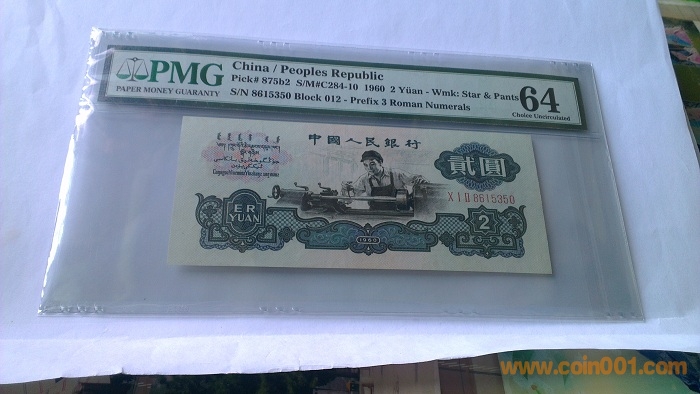 PMG
PAPER MONEY GUARANTY
China / Peoples Republic
Pick# 875b2 S/M#C284-10 1960 2 Yüan - Wmk: Star & Pants
S/N 8615350 Block 012 - Prefix 3 Roman Numerals
64
Choice Uncirculated
中國人民銀行
貳圓
X I II 8615350
ER
YUAN
1960
2
www.coin001.com